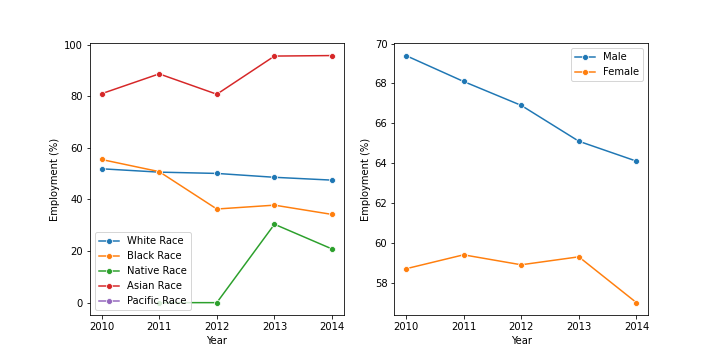 100
80
60
40
20
0
Employment (%)
White Race
Black Race
Native Race
Asian Race
Pacific Race
2010 2011 2012 2013 2014
Year
70
68
66
64
62
60
58
Employment (%)
Male
Female
2010 2011 2012 2013 2014
Year